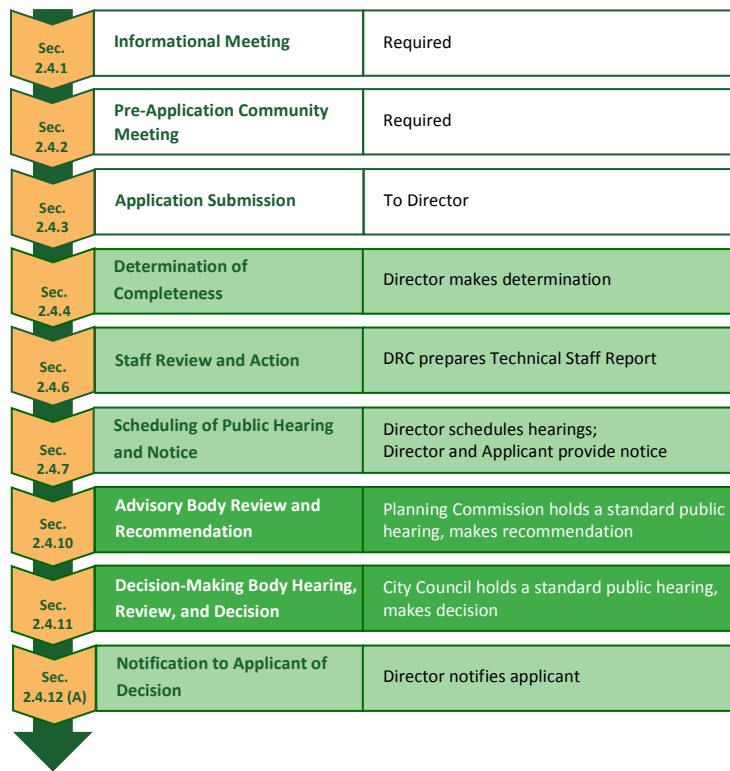 Sec.
2.4.1
Informational Meeting
Required
Sec.
2.4.2
Pre-Application Community
Meeting
Required
Sec.
2.4.3
Application Submission
To Director
Sec.
2.4.4
Determination of
Completeness
Director makes determination
Sec.
2.4.6
Staff Review and Action
DRC prepares Technical Staff Report
Sec.
2.4.7
Scheduling of Public Hearing
and Notice
Director schedules hearings;
Director and Applicant provide notice
Sec.
2.4.10
Advisory Body Review and
Recommendation
Planning Commission holds a standard public
hearing, makes recommendation
Sec.
2.4.11
Decision-Making Body Hearing,
Review, and Decision
City Council holds a standard public hearing,
makes decision
Sec.
2.4.12 (A)
Notification to Applicant of
Decision
Director notifies applicant